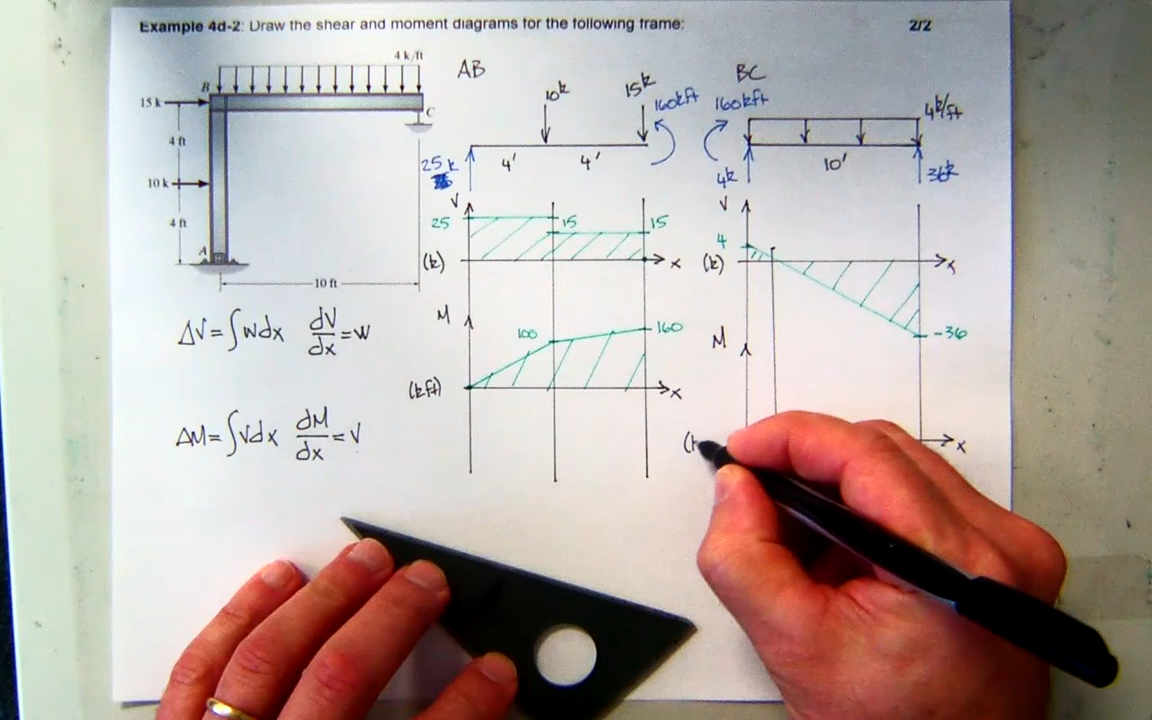 Example 4d-2: Draw the shear and moment diagrams for the following frame:
2/2
4 k/ft
B
15 k
C
4 ft
10 k
4 ft
A
10 ft
ΔV=∫wdx dV/dx=w
ΔM=∫Vdx dM/dx=V
AB
10k
15k
160kft
4'
4'
25k
V
25
15
15
(k)
x
M
100
160
(kft)
x
BC
160kft
4k/ft
10'
4k
36k
V
4
(k)
x
-36
M
x